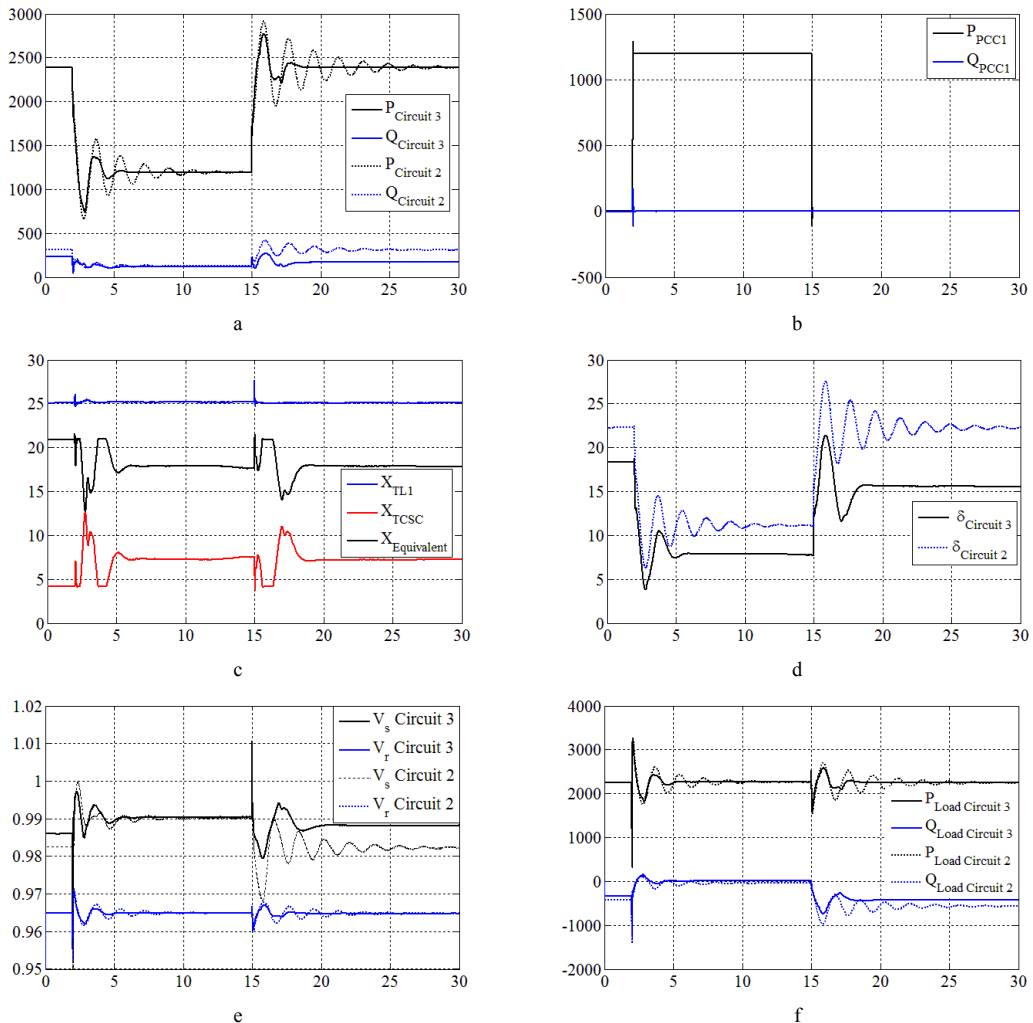 3000
2500
2000
1500
1000
500
0
0 5 10 15 20 25 30
P Circuit 3
Q Circuit 3
P Circuit 2
Q Circuit 2
a
1500
1000
500
0
-500
0 5 10 15 20 25 30
P PCC1
Q PCC1
b
30
25
20
15
10
5
0
0 5 10 15 20 25 30
X TL1
X TCSC
X Equivalent
c
30
25
20
15
10
5
0
0 5 10 15 20 25 30
δ Circuit 3
δ Circuit 2
d
1.02
1.01
1
0.99
0.98
0.97
0.96
0.95
0 5 10 15 20 25 30
V s Circuit 3
V r Circuit 3
V s Circuit 2
V r Circuit 2
e
4000
3000
2000
1000
0
-1000
-2000
0 5 10 15 20 25 30
P Load Circuit 3
Q Load Circuit 3
P Load Circuit 2
Q Load Circuit 2
f